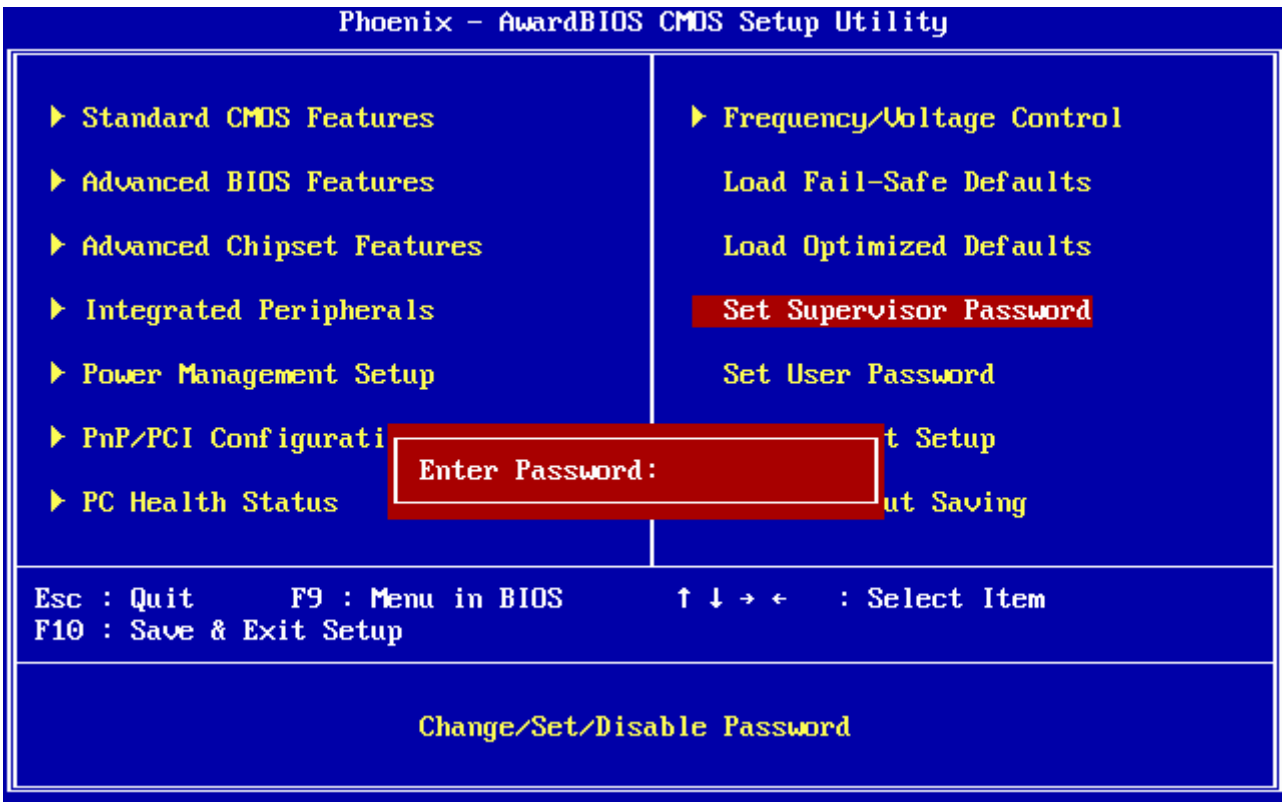 Phoenix - AwardBIOS CMOS Setup Utility
Standard CMOS Features
Advanced BIOS Features
Advanced Chipset Features
Integrated Peripherals
Power Management Setup
PnP/PCI Configurati
PC Health Status
Frequency/Voltage Control
Load Fail-Safe Defaults
Load Optimized Defaults
Set Supervisor Password
Set User Password
t Setup
ut Saving
Enter Password:
Esc : Quit F9 : Menu in BIOS ↑ ↓ → ← : Select Item
F10 : Save & Exit Setup
Change/Set/Disable Password